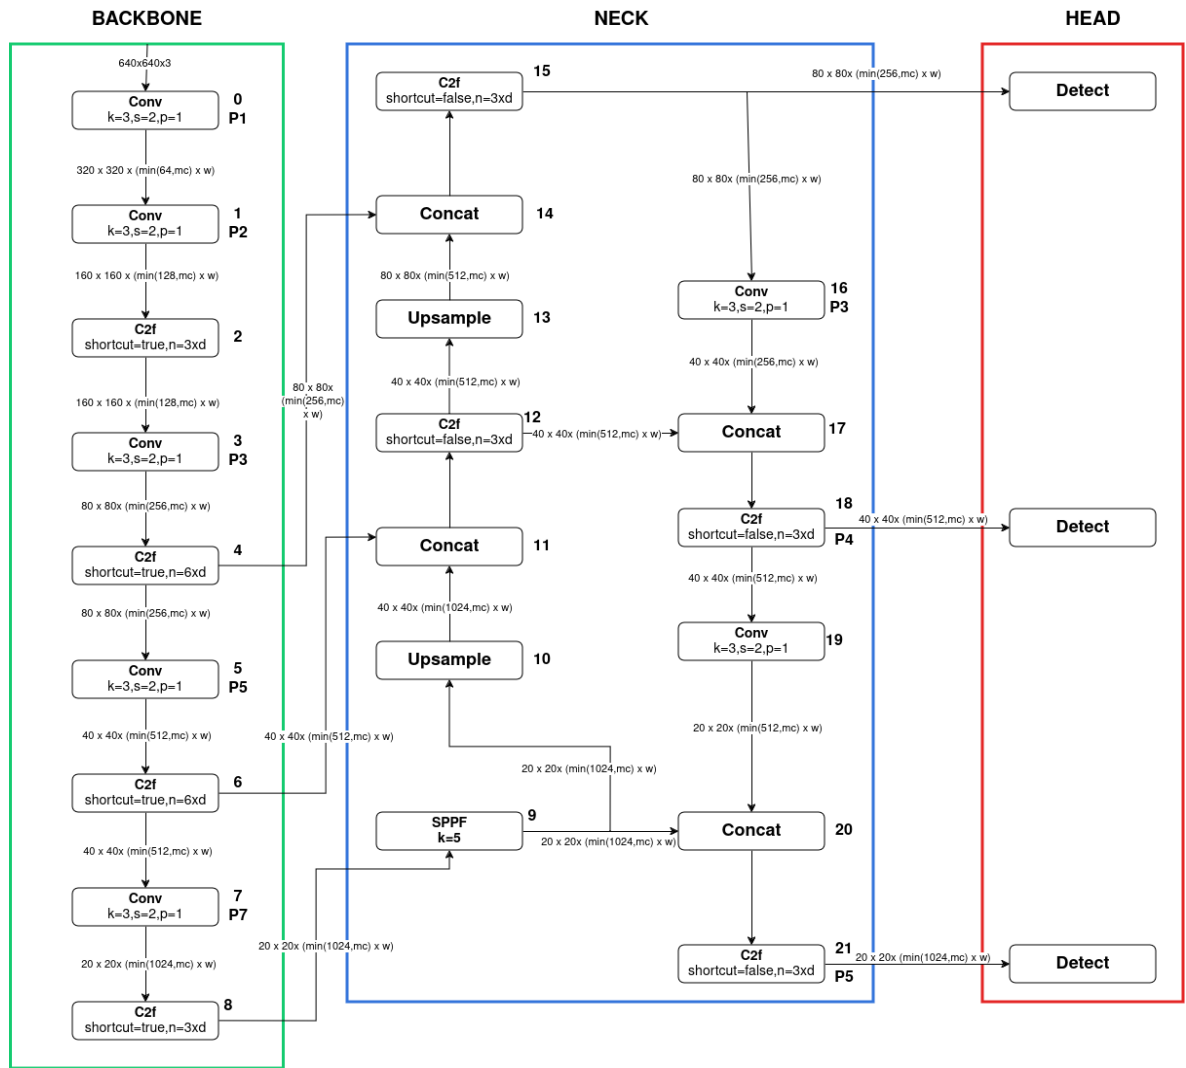 BACKBONE
640x640x3
Conv
k=3,s=2,p=1
0
P1
320 x 320 x (min(64,mc) x w)
Conv
k=3,s=2,p=1
1
P2
160 x 160 x (min(128,mc) x w)
C2f
shortcut=true,n=3xd
2
160 x 160 x (min(128,mc) x w)
Conv
k=3,s=2,p=1
3
P3
80 x 80x (min(256,mc) x w)
C2f
shortcut=true,n=6xd
4
80 x 80x (min(256,mc) x w)
Conv
k=3,s=2,p=1
5
P5
40 x 40x (min(512,mc) x w)
C2f
shortcut=true,n=6xd
6
40 x 40x (min(512,mc) x w)
Conv
k=3,s=2,p=1
7
P7
20 x 20x (min(1024,mc) x w)
C2f
shortcut=true,n=3xd
8
80 x 80x
(min(256,mc)
x w)
40 x 40x (min(512,mc) x w)
20 x 20x (min(1024,mc) x w)
NECK
C2f
shortcut=false,n=3xd
15
Concat
14
80 x 80x (min(512,mc) x w)
Upsample
13
40 x 40x (min(512,mc) x w)
C2f
shortcut=false,n=3xd
12
40 x 40x (min(512,mc) x w)
Concat
11
40 x 40x (min(1024,mc) x w)
Upsample
10
20 x 20x (min(1024,mc) x w)
SPPF
k=5
9
20 x 20x (min(1024,mc) x w)
80 x 80x (min(256,mc) x w)
80 x 80x (min(256,mc) x w)
Conv
k=3,s=2,p=1
16
P3
40 x 40x (min(256,mc) x w)
Concat
17
C2f
shortcut=false,n=3xd
18
P4
40 x 40x (min(512,mc) x w)
40 x 40x (min(512,mc) x w)
Conv
k=3,s=2,p=1
19
20 x 20x (min(512,mc) x w)
Concat
20
C2f
shortcut=false,n=3xd
21
P5
20 x 20x (min(1024,mc) x w)
HEAD
Detect
Detect
Detect